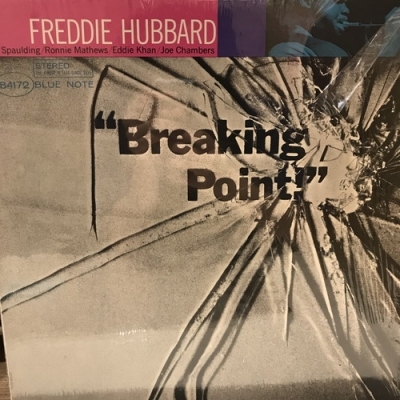 FREDDIE HUBBARD
Spaulding/Ronnie Mathews/Eddie Khan/Joe Chambers
STEREO
84172 BLUE NOTE
"Breaking
Point!"